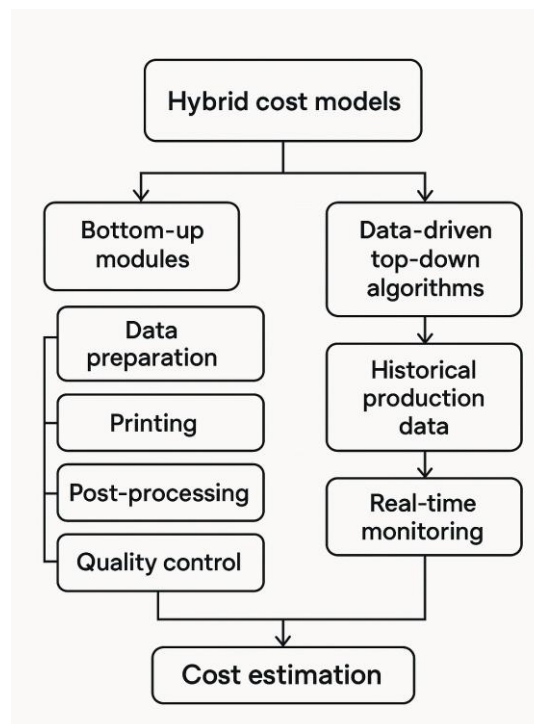 Hybrid cost models
Bottom-up
modules
Data-driven
top-down
algorithms
Data
preparation
Printing
Post-processing
Quality control
Historical
production
data
Real-time
monitoring
Cost estimation